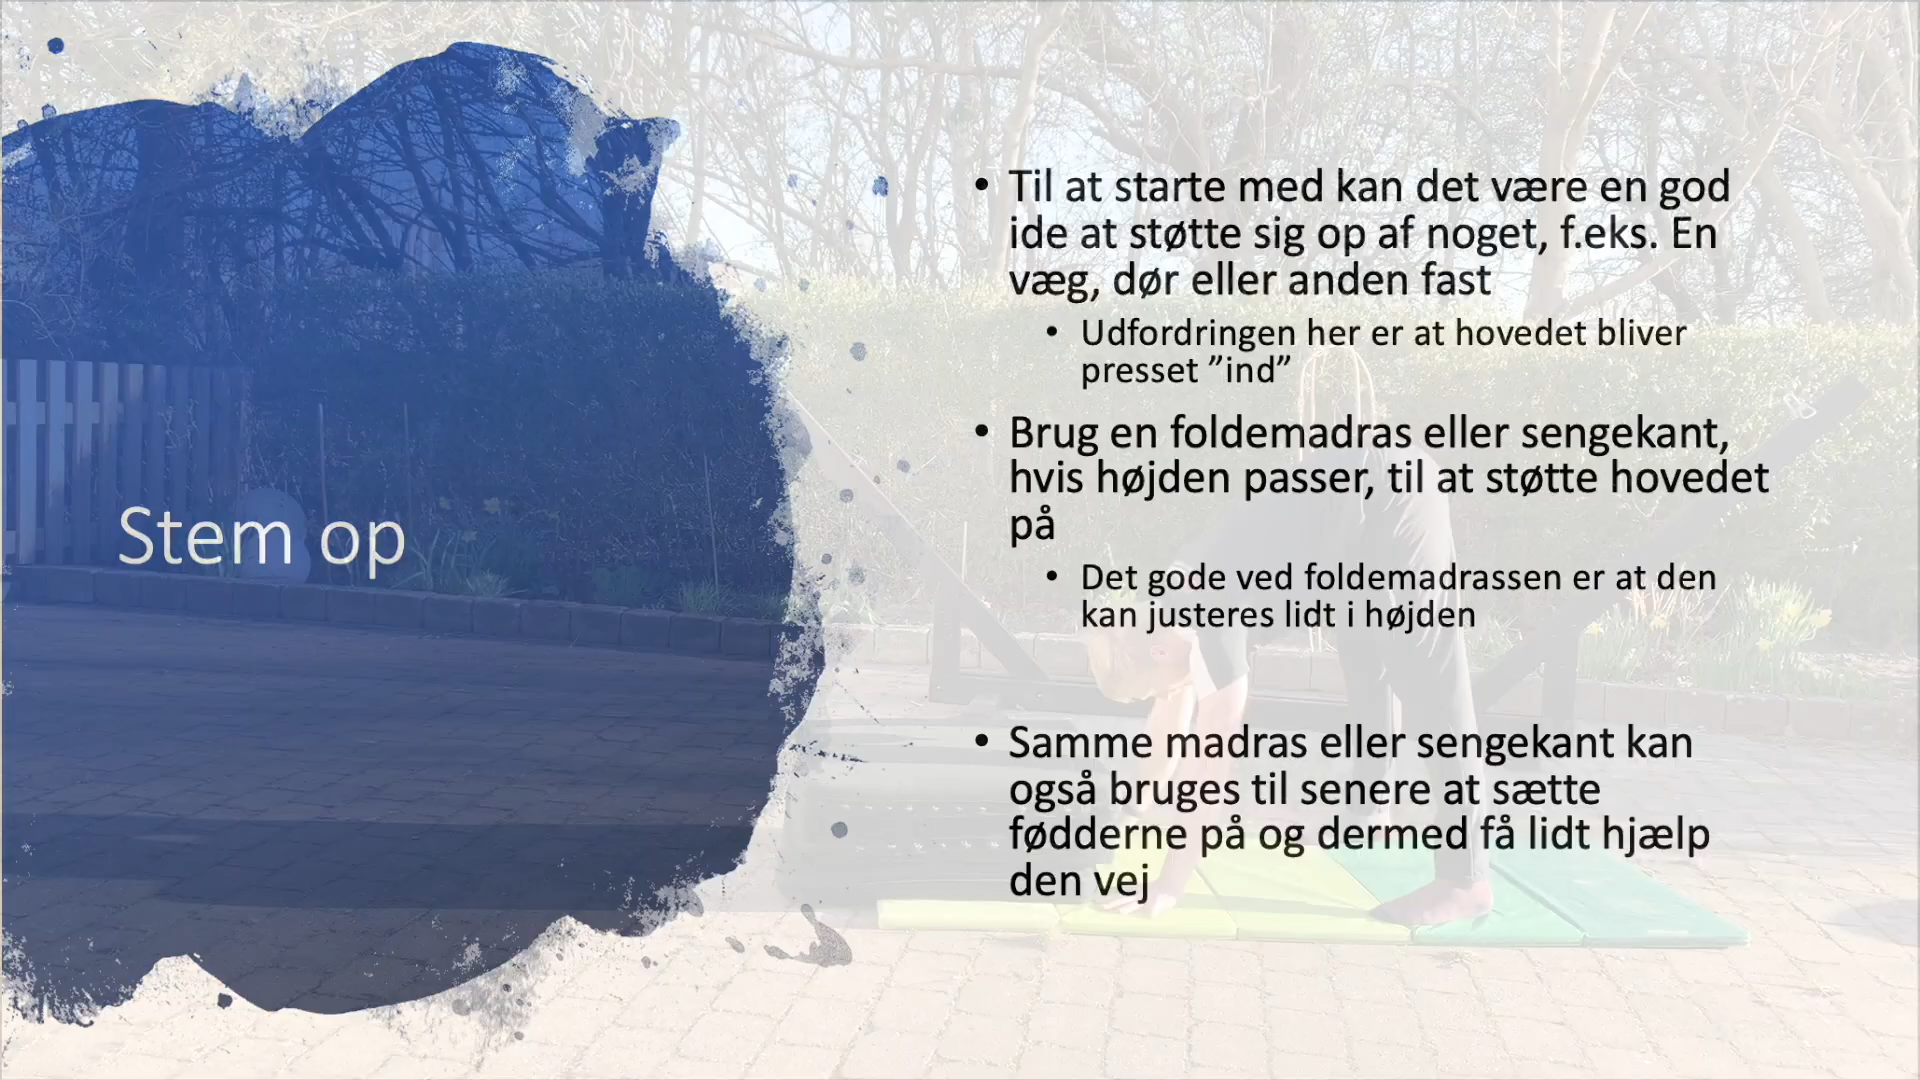 Stem op
• Til at starte med kan det være en god
ide at støtte sig op af noget, f.eks. En
væg, dør eller anden fast
• Udfordringen her er at hovedet bliver
presset ”ind”
• Brug en foldemadras eller sengekant,
hvis højden passer, til at støtte hovedet
på
• Det gode ved foldemadrassen er at den
kan justeres lidt i højden
• Samme madras eller sengekant kan
også bruges til senere at sætte
fødderne på og dermed få lidt hjælp
den vej